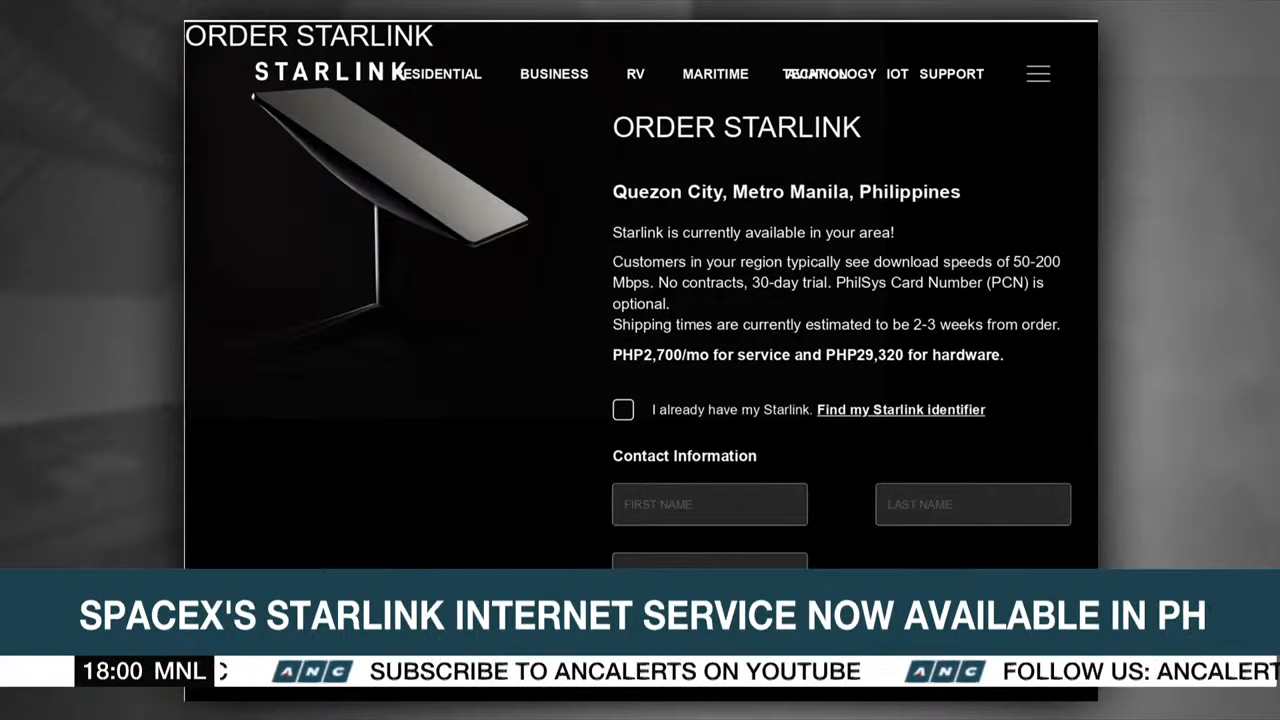 ORDER STARLINK
STARLINK
RESIDENTIAL BUSINESS RV MARITIME AVIATION TECHNOLOGY IOT SUPPORT
ORDER STARLINK
Quezon City, Metro Manila, Philippines
Starlink is currently available in your area!
Customers in your region typically see download speeds of 50-200
Mbps. No contracts, 30-day trial. PhilSys Card Number (PCN) is
optional.
Shipping times are currently estimated to be 2-3 weeks from order.
PHP2,700/mo for service and PHP29,320 for hardware.
I already have my Starlink. Find my Starlink identifier
Contact Information
FIRST NAME LAST NAME
SPACEX'S STARLINK INTERNET SERVICE NOW AVAILABLE IN PH
18:00 MNL ANC SUBSCRIBE TO ANCALERTS ON YOUTUBE ANC FOLLOW US: ANCALERT